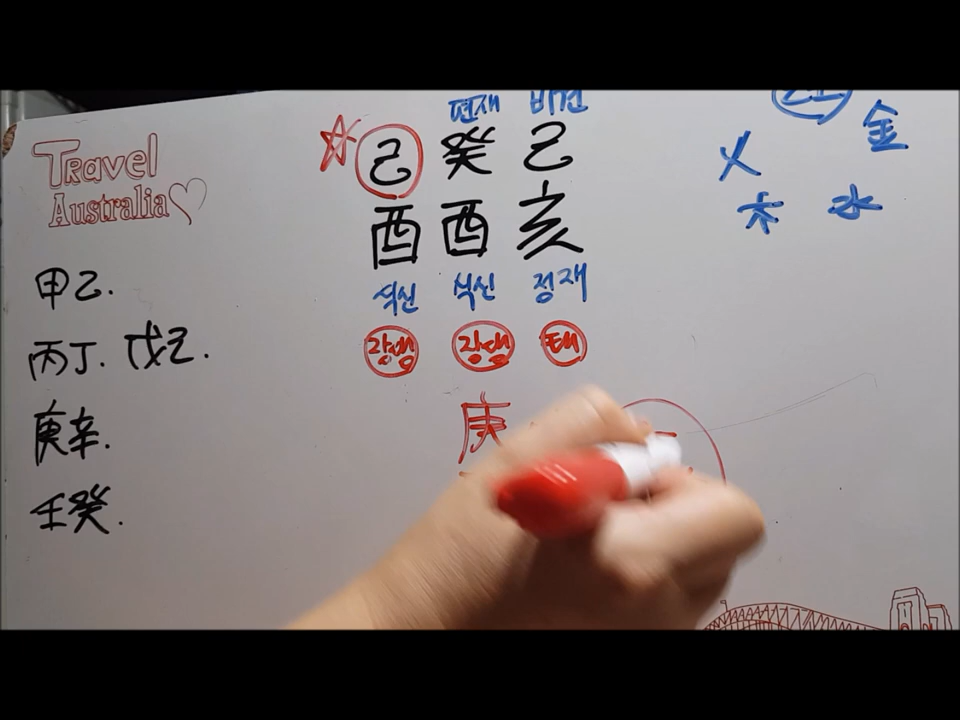 Travel
Australia
편재 비견
己 癸 己
酉 酉 亥
식신 식신 정재
장생 장생 태
庚
甲乙.
丙丁. 戊己.
庚辛.
壬癸.
金
火
木 水